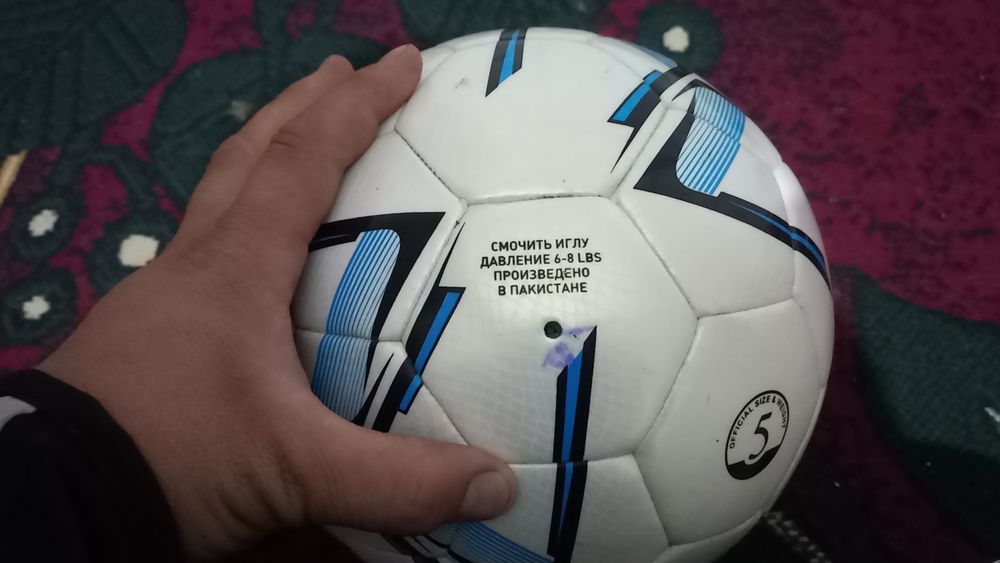 СМОЧИТЬ ИГЛУ
ДАВЛЕНИЕ 6-8 LBS
ПРОИЗВЕДЕНО
В ПАКИСТАНЕ
OFFICIAL SIZE & WEIGHT
5